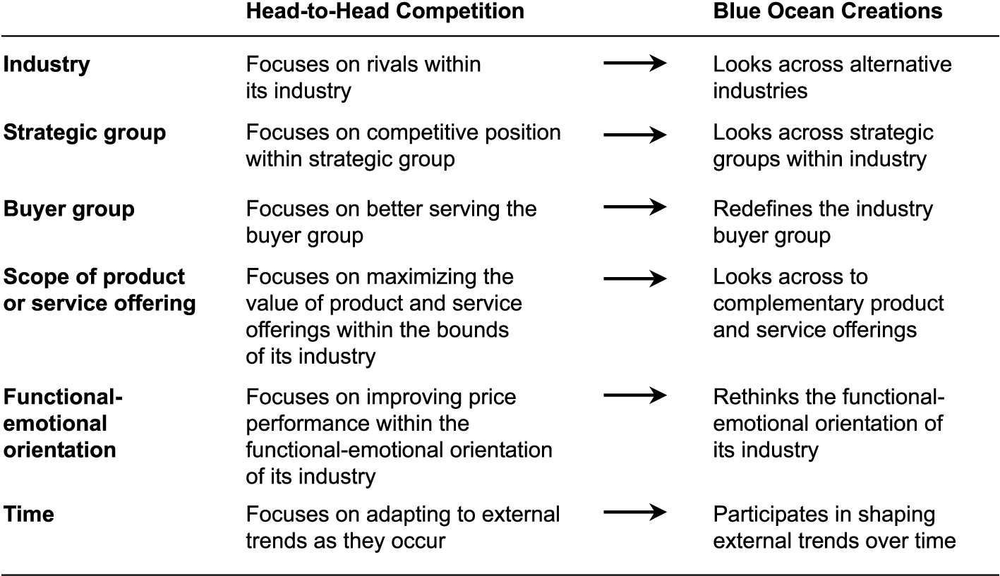 Head-to-Head Competition Blue Ocean Creations
Industry Focuses on rivals within Looks across alternative
its industry industries
Strategic group Focuses on competitive position Looks across strategic
within strategic group groups within industry
Buyer group Focuses on better serving the Redefines the industry
buyer group buyer group
Scope of product Focuses on maximizing the Looks across to
or service offering value of product and service complementary product
offerings within the bounds and service offerings
of its industry
Functional- Focuses on improving price Rethinks the functional-
emotional performance within the emotional orientation of
orientation functional-emotional orientation its industry
of its industry
Time Focuses on adapting to external Participates in shaping
trends as they occur external trends over time